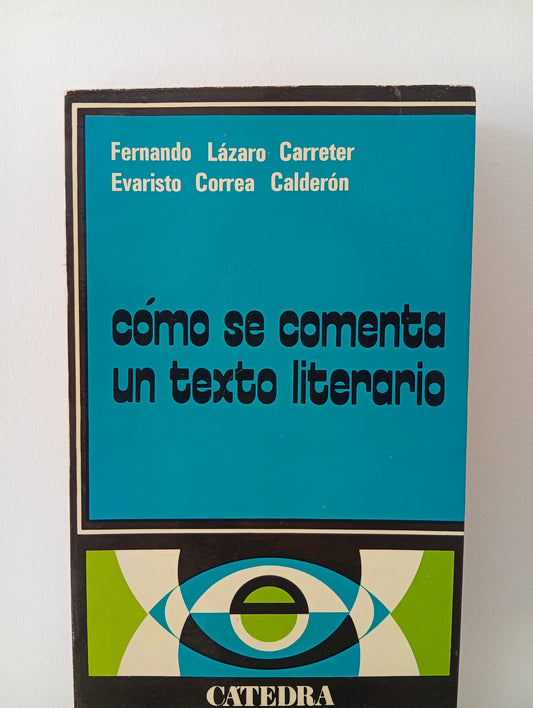 Fernando Lázaro Carreter
Evaristo Correa Calderón
cómo se comenta
un texto literario
CATEDRA